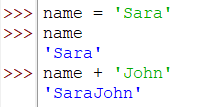 >>> name = 'Sara'
>>> name
'Sara'
>>> name + 'John'
'SaraJohn'